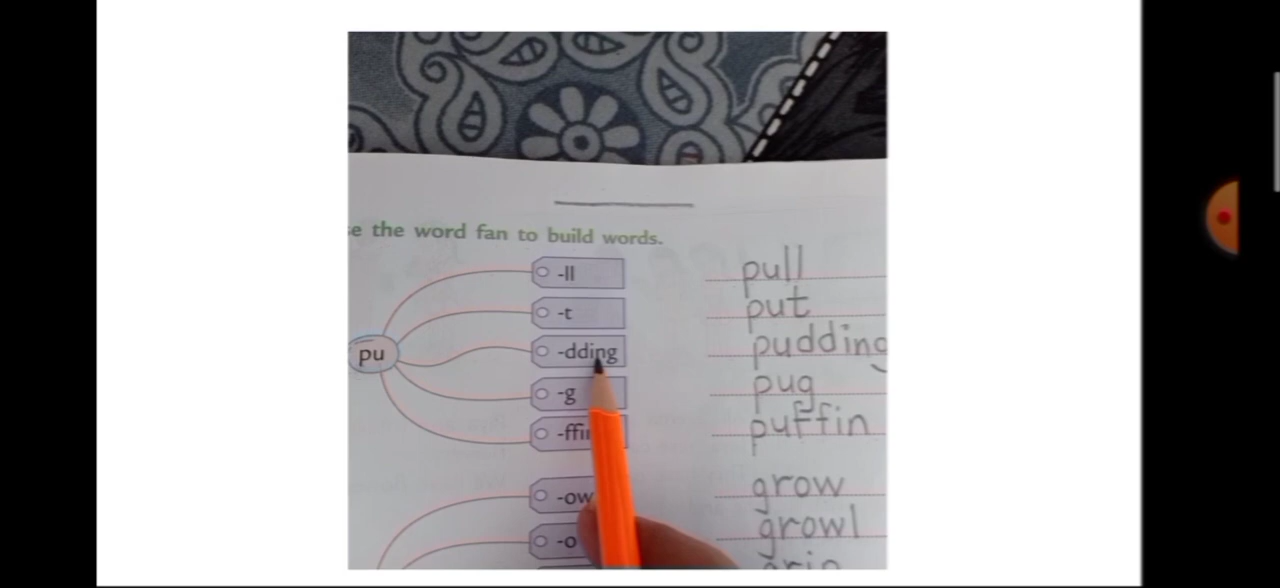 e the word fan to build words.
pu
-ll pull
-t put
-dding pudding
-g pug
puffin
-ow grow
growl